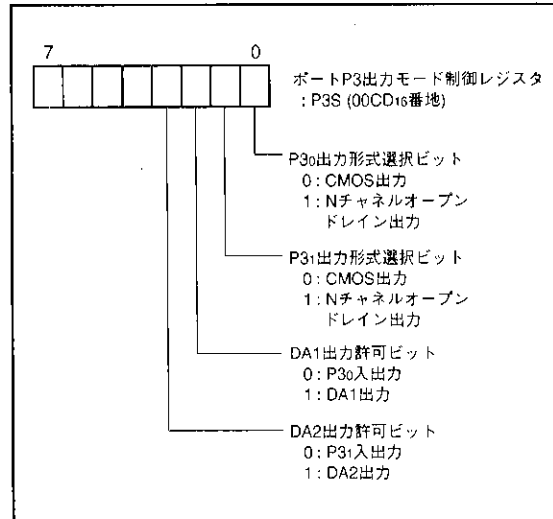 7 0
ポートP3出力モード制御レジスタ
: P3S (00CD16番地)
P30出力形式選択ビット
0 : CMOS出力
1 : Nチャネルオープン
ドレイン出力
P31出力形式選択ビット
0 : CMOS出力
1 : Nチャネルオープン
ドレイン出力
DA1出力許可ビット
0 : P30入出力
1 : DA1出力
DA2出力許可ビット
0 : P31入出力
1 : DA2出力